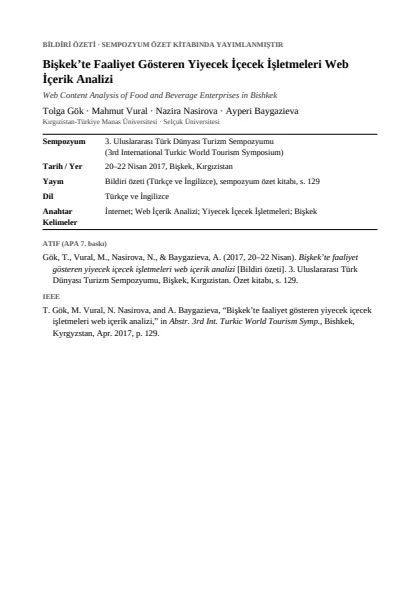 BİLDİRİ ÖZETİ · SEMPOZYUM ÖZET KİTABINDA YAYIMLANMIŞTIR
Bişkek’te Faaliyet Gösteren Yiyecek İçecek İşletmeleri Web
İçerik Analizi
Web Content Analysis of Food and Beverage Enterprises in Bishkek
Tolga Gök · Mahmut Vural · Nazira Nasirova · Ayperi Baygazieva
Kırgızistan-Türkiye Manas Üniversitesi · Selçuk Üniversitesi
Sempozyum 3. Uluslararası Türk Dünyası Turizm Sempozyumu
(3rd International Turkic World Tourism Symposium)
Tarih / Yer 20–22 Nisan 2017, Bişkek, Kırgızistan
Yayın Bildiri özeti (Türkçe ve İngilizce), sempozyum özet kitabı, s. 129
Dil Türkçe ve İngilizce
Anahtar İnternet; Web İçerik Analizi; Yiyecek İçecek İşletmeleri; Bişkek
Kelimeler
ATIF (APA 7. baskı)
Gök, T., Vural, M., Nasirova, N., & Baygazieva, A. (2017, 20–22 Nisan). Bişkek’te faaliyet
gösteren yiyecek içecek işletmeleri web içerik analizi [Bildiri özeti]. 3. Uluslararası Türk
Dünyası Turizm Sempozyumu, Bişkek, Kırgızistan. Özet kitabı, s. 129.
IEEE
T. Gök, M. Vural, N. Nasirova, and A. Baygazieva, “Bişkek’te faaliyet gösteren yiyecek içecek
işletmeleri web içerik analizi,” in Abstr. 3rd Int. Turkic World Tourism Symp., Bishkek,
Kyrgyzstan, Apr. 2017, p. 129.